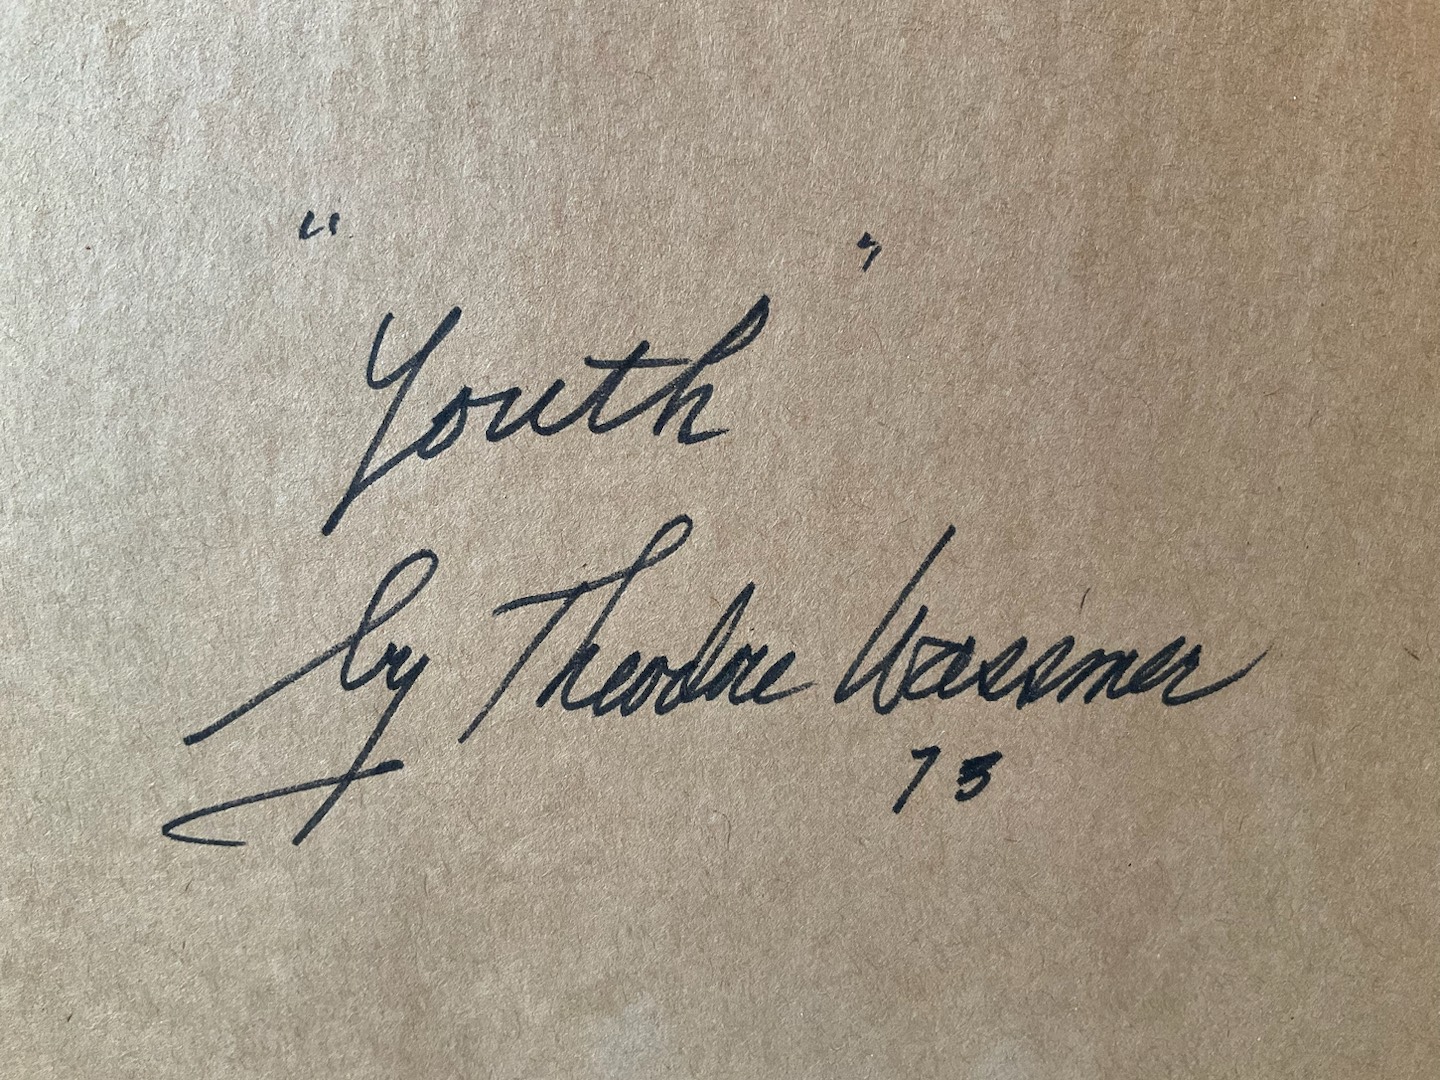 "Youth"
by Theodore Wassmer
73